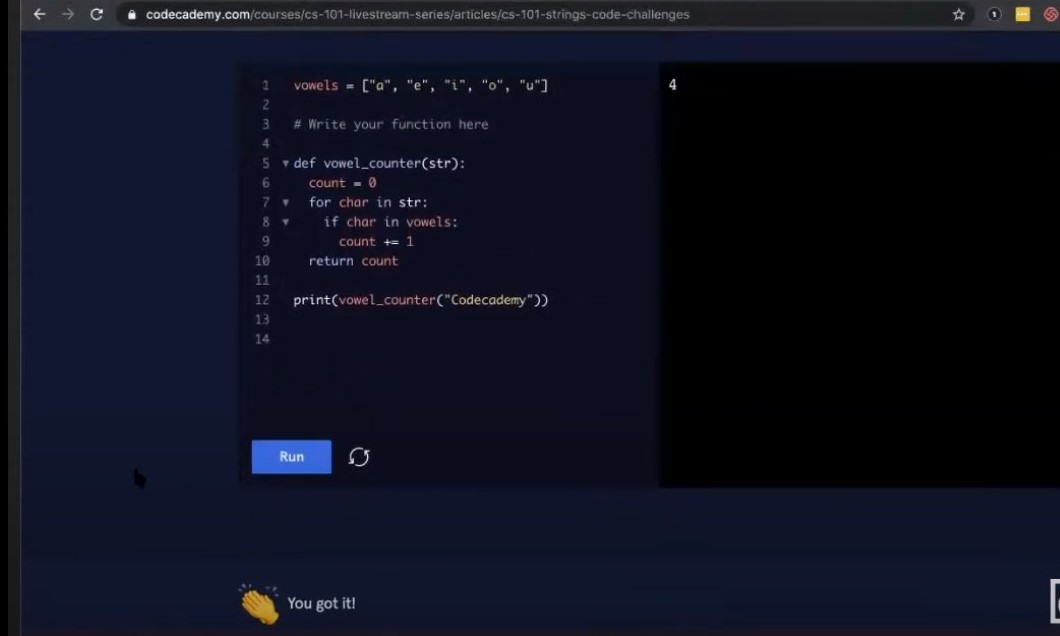 codecademy.com/courses/cs-101-livestream-series/articles/cs-101-strings-code-challenges
1 vowels = ["a", "e", "i", "o", "u"]
2
3 # Write your function here
4
5 def vowel_counter(str):
6 count = 0
7 for char in str:
8 if char in vowels:
9 count += 1
10 return count
11
12 print(vowel_counter("Codecademy"))
13
14
4
Run
You got it!